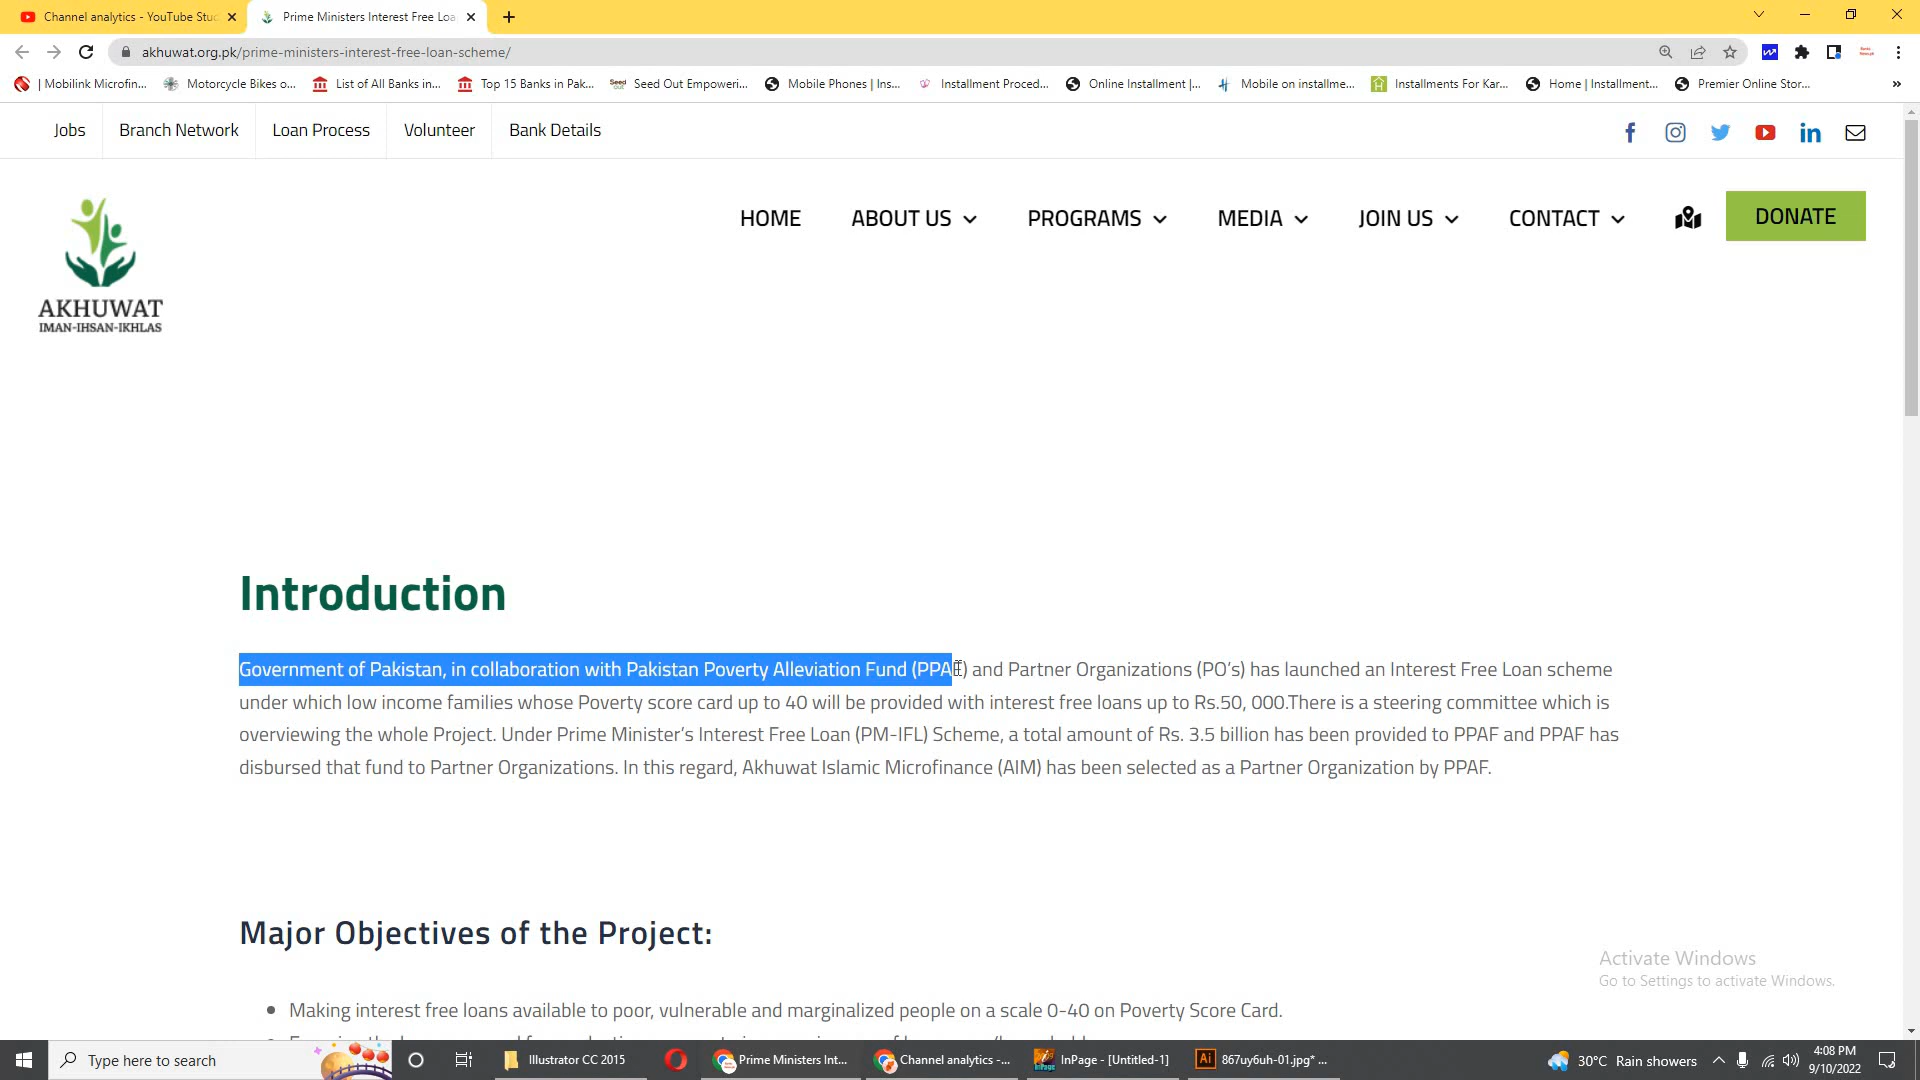 Channel analytics - YouTube Stu
Prime Ministers Interest Free Loa
akhuwat.org.pk/prime-ministers-interest-free-loan-scheme/
| Mobilink Microfin...
Motorcycle Bikes o...
List of All Banks in...
Top 15 Banks in Pak...
Seed Out Empoweri...
Mobile Phones | Ins...
Installment Proced...
Online Installment |...
Mobile on installme...
Installments For Kar...
Home | Installment...
Premier Online Stor...
»
Jobs
Branch Network
Loan Process
Volunteer
Bank Details
AKHUWAT
IMAN-IHSAN-IKHLAS
HOME
ABOUT US
PROGRAMS
MEDIA
JOIN US
CONTACT
DONATE
Introduction
Government of Pakistan, in collaboration with Pakistan Poverty Alleviation Fund (PPAF) and Partner Organizations (PO’s) has launched an Interest Free Loan scheme
under which low income families whose Poverty score card up to 40 will be provided with interest free loans up to Rs.50, 000.There is a steering committee which is
overviewing the whole Project. Under Prime Minister’s Interest Free Loan (PM-IFL) Scheme, a total amount of Rs. 3.5 billion has been provided to PPAF and PPAF has
disbursed that fund to Partner Organizations. In this regard, Akhuwat Islamic Microfinance (AIM) has been selected as a Partner Organization by PPAF.
Major Objectives of the Project:
Activate Windows
Go to Settings to activate Windows.
• Making interest free loans available to poor, vulnerable and marginalized people on a scale 0-40 on Poverty Score Card.
Type here to search
Illustrator CC 2015
Prime Ministers Int...
Channel analytics -...
InPage - [Untitled-1]
867uy6uh-01.jpg* ...
30°C Rain showers
4:08 PM
9/10/2022